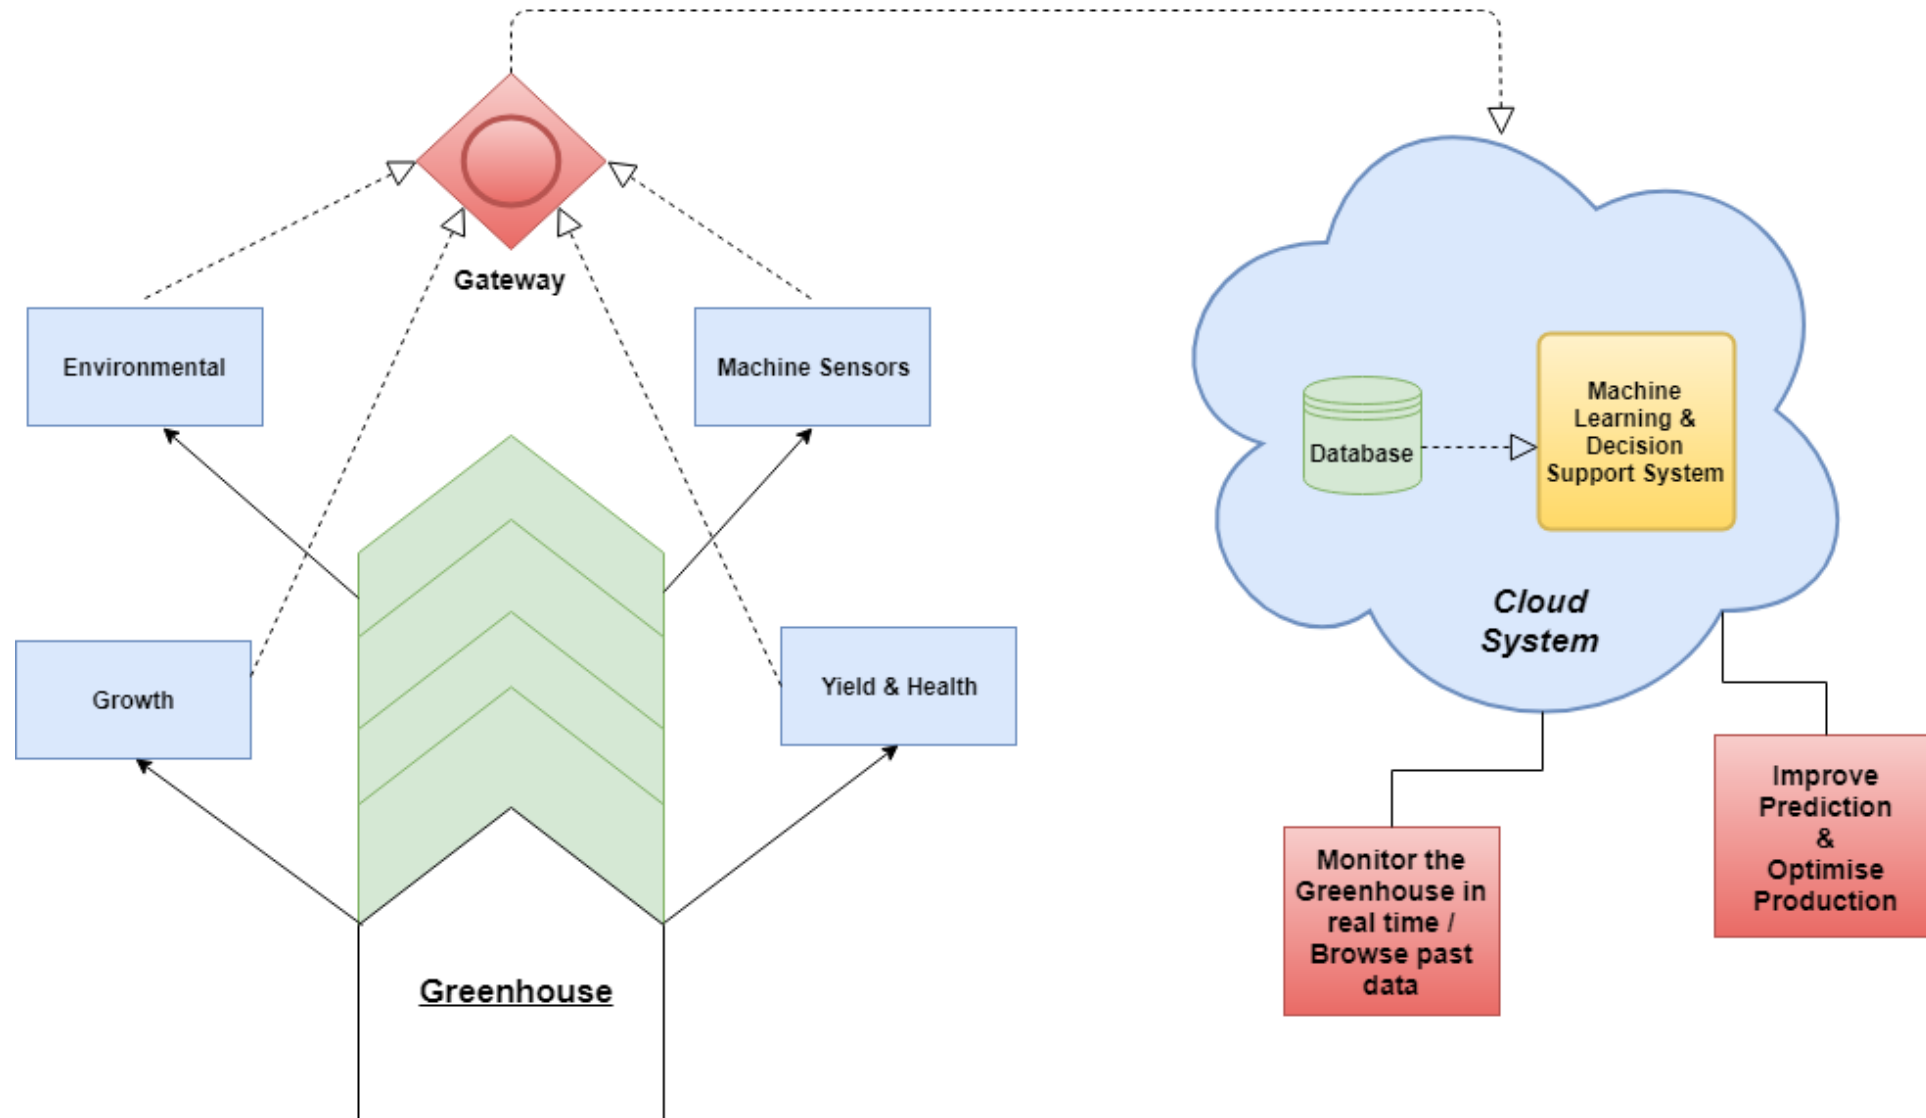 Gateway
Environmental
Machine Sensors
Growth
Yield & Health
Greenhouse
Database
Machine
Learning &
Decision
Support System
Cloud
System
Monitor the
Greenhouse in
real time /
Browse past
data
Improve
Prediction
&
Optimise
Production